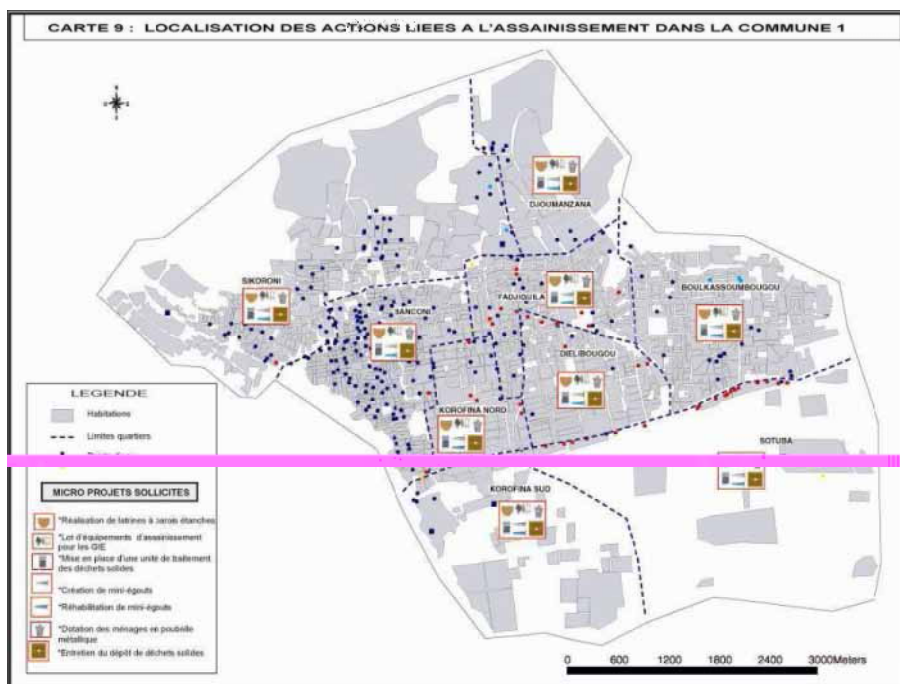 CARTE 9 : LOCALISATION DES ACTIONS LIEES A L'ASSAINISSEMENT DANS LA COMMUNE 1
DJOUMANZANA
SIKORONI
BOULKASSOUMBOUGOU
FADJIQUILA
BANCONI
DIELIBOUGOU
KOROFINA NORD
SOTUBA
KOROFINA SUD
LEGENDE
Habitations
Limites quartiers
MICRO PROJETS SOLLICITES
*Réalisation de latrines à parois étanches
*Lot d'équipements d'assainissement
pour les GIE
*Mise en place d'une unité de traitement
des déchets solides
*Création de mini-égouts
*Réhabilitation de mini-égouts
*Dotation des ménages en poubelle
métallique
*Entretien du dépôt de déchets solides
0 600 1200 1800 2400 3000Meters